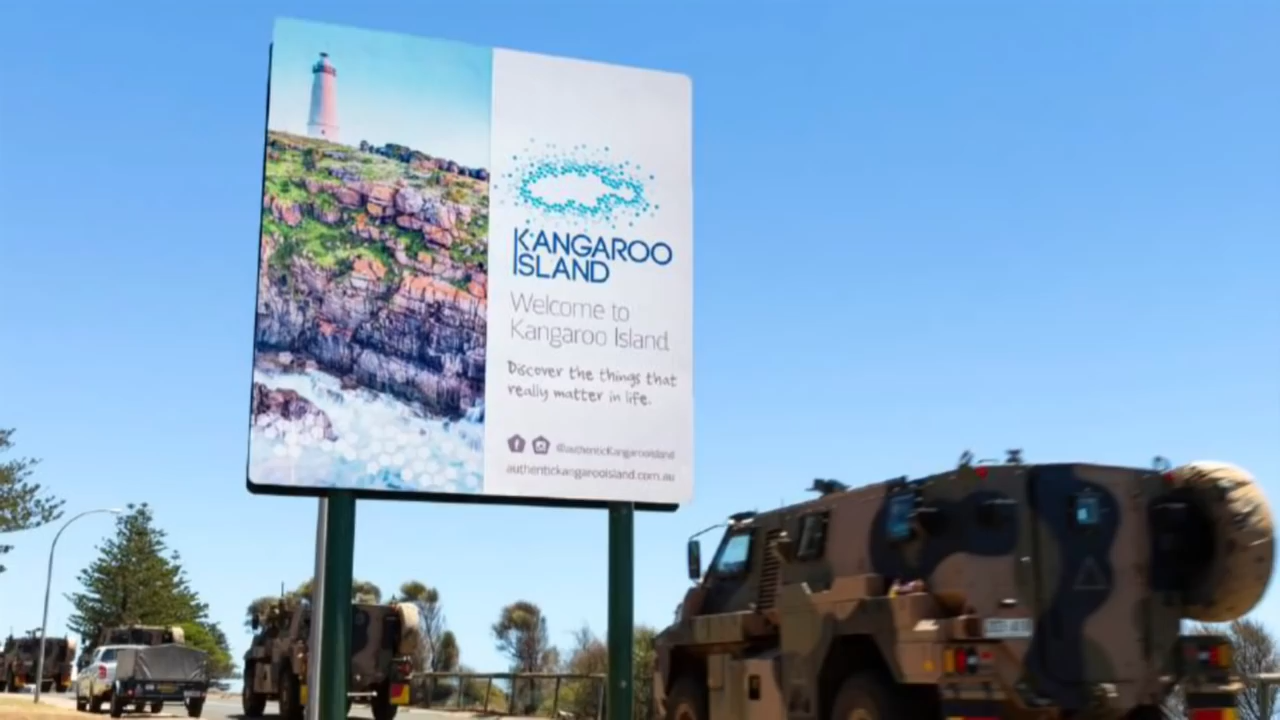 KANGAROO
ISLAND
Welcome to
Kangaroo Island.
Discover the things that
really matter in life.
@authenticKangarooIsland
authentickangarooisland.com.au